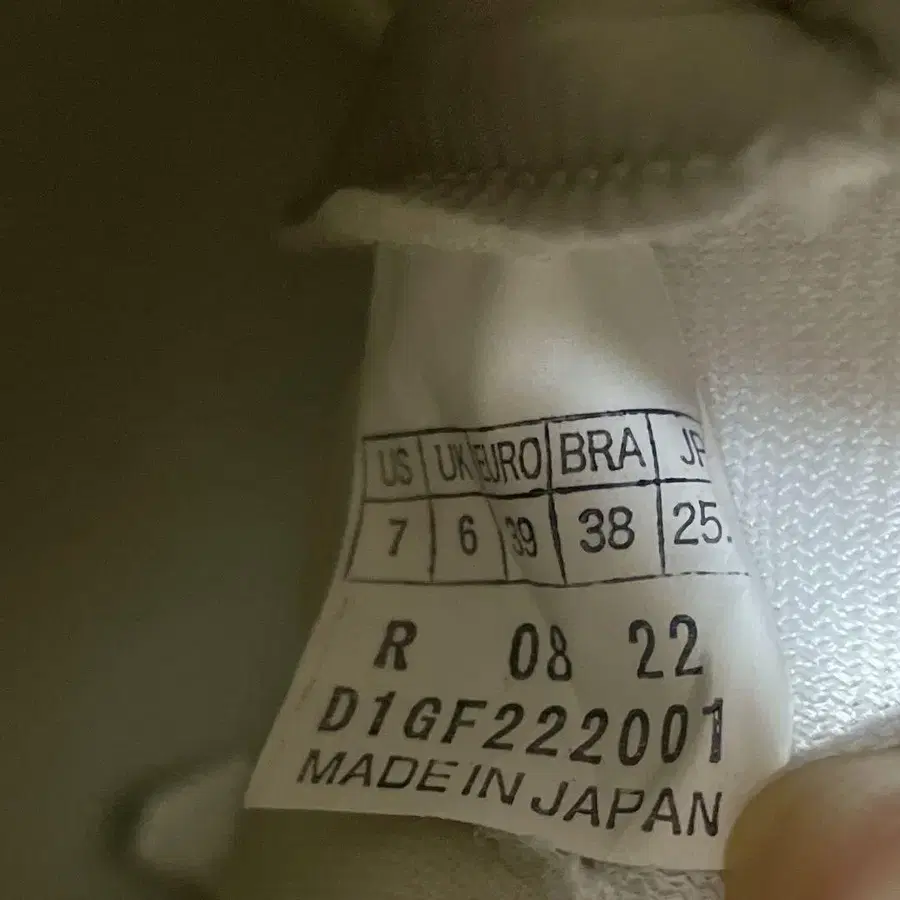 US UK EURO BRA JP
7 6 39 38 25.
R 08 22
D1GF222001
MADE IN JAPAN